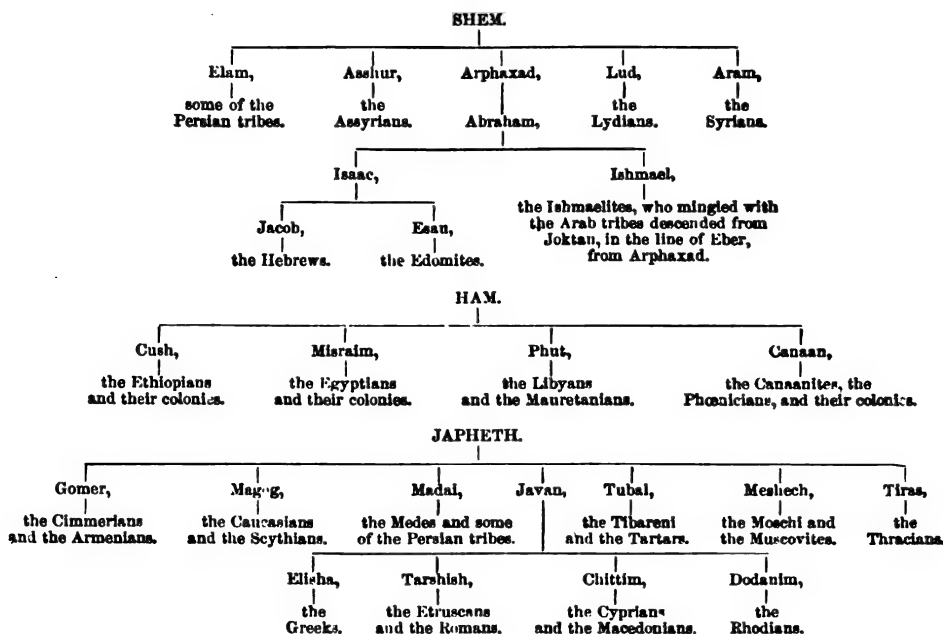 SHEM.
Elam, Asshur, Arphaxad, Lud, Aram,
some of the the the the
Persian tribes. Assyrians. Abraham, Lydians. Syrians.
Isaac, Ishmael,
the Ishmaelites, who mingled with
Jacob, Esau, the Arab tribes descended from
Joktan, in the line of Eber,
the Hebrews. the Edomites. from Arphaxad.
HAM.
Cush, Misraim, Phut, Canaan,
the Ethiopians the Egyptians the Libyans the Canaanites, the
and their colonies. and their colonies. and the Mauretanians. Phœnicians, and their colonies.
JAPHETH.
Gomer, Magog, Madai, Javan, Tubal, Meshech, Tiras,
the Cimmerians the Caucasians the Medes and some the Tibareni the Moschi and the
and the Armenians. and the Scythians. of the Persian tribes. and the Tartars. the Muscovites. Thracians.
Elisha, Tarshish, Chittim, Dodanim,
the the Etruscans the Cyprians the
Greeks. and the Romans. and the Macedonians. Rhodians.